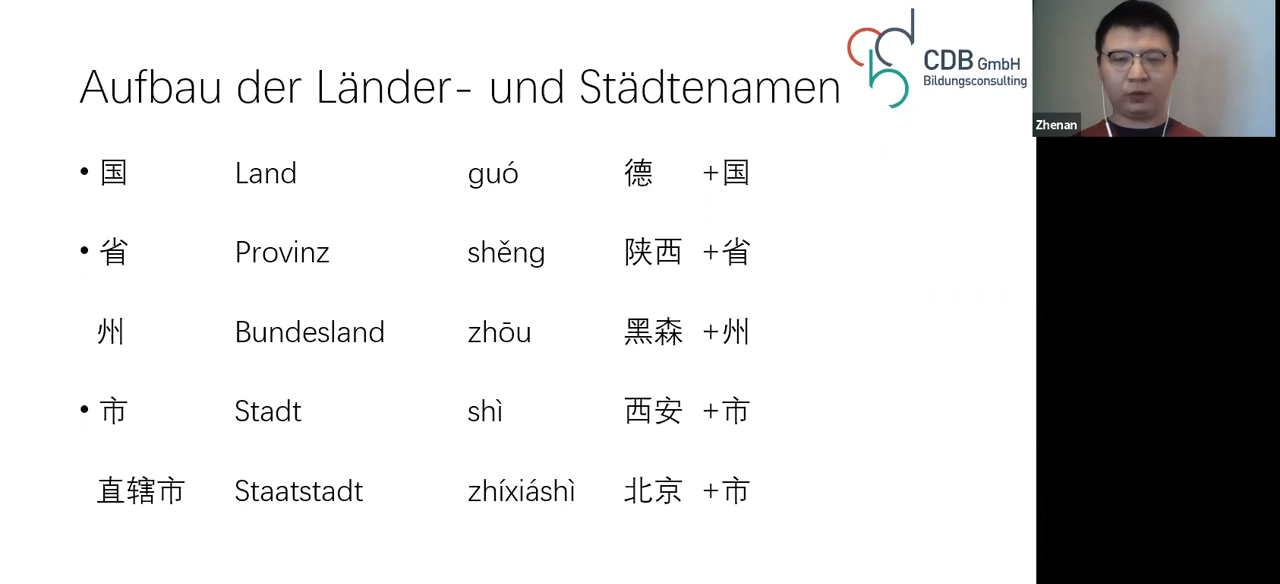 Aufbau der Länder- und Städtenamen
CDB GmbH
Bildungsconsulting
Zhenan
• 国 Land guó 德 +国
• 省 Provinz shěng 陕西 +省
州 Bundesland zhōu 黑森 +州
• 市 Stadt shì 西安 +市
直辖市 Staatstadt zhíxiáshì 北京 +市